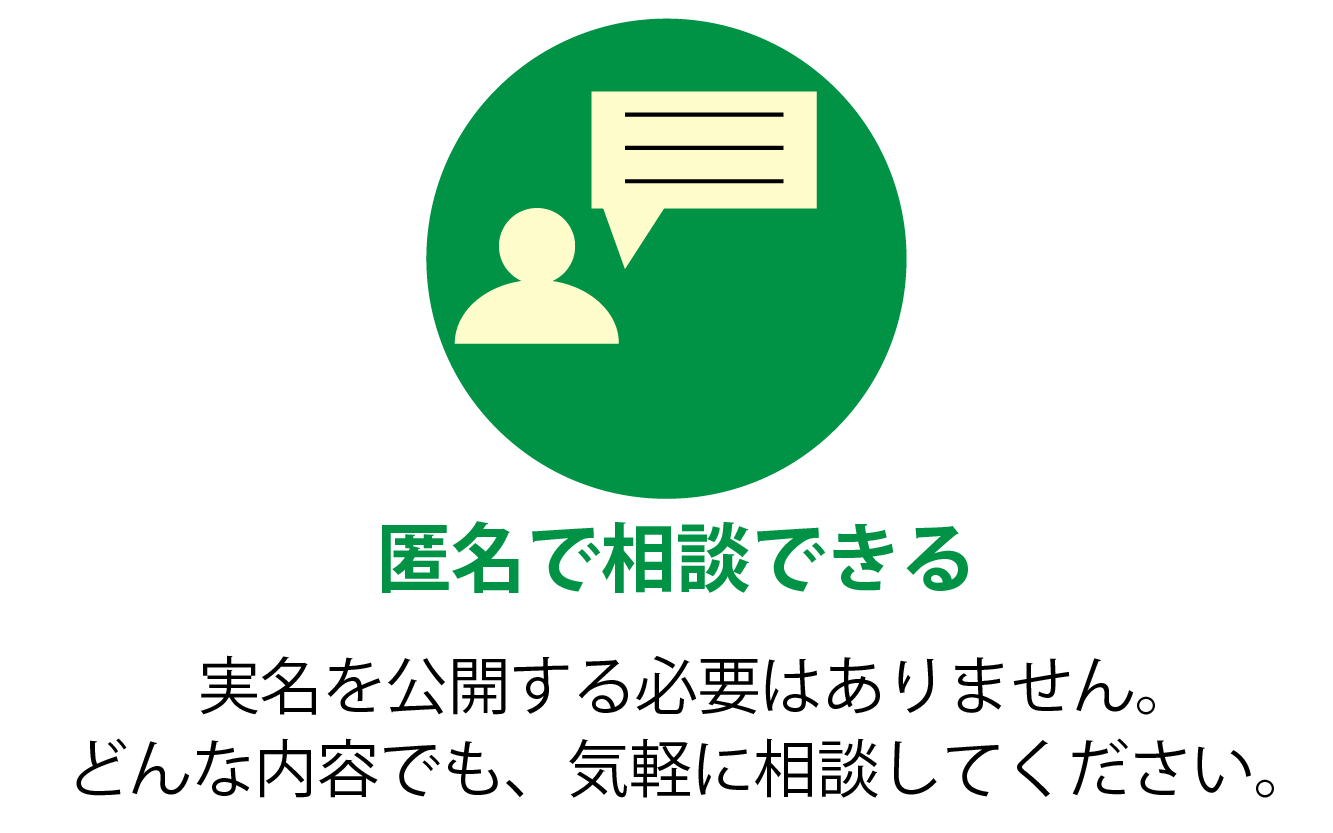 匿名で相談できる
実名を公開する必要はありません。
どんな内容でも、気軽に相談してください。